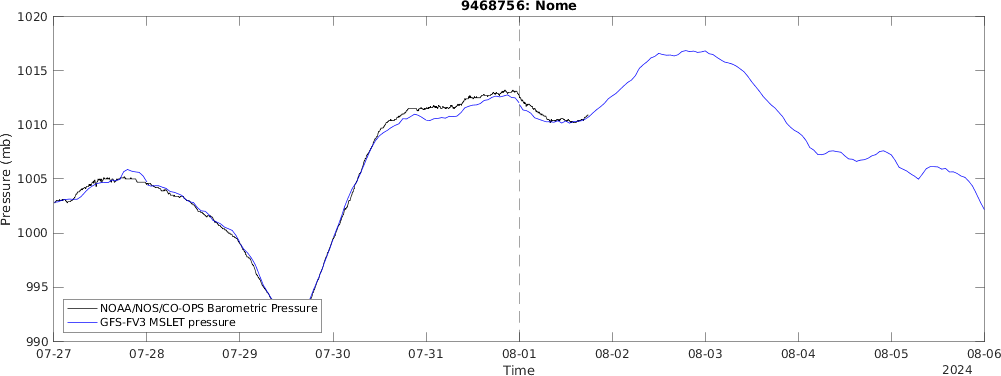 9468756: Nome
1020
1015
1010
1005
1000
995
990
Pressure (mb)
NOAA/NOS/CO-OPS Barometric Pressure
GFS-FV3 MSLET pressure
07-27 07-28 07-29 07-30 07-31 08-01 08-02 08-03 08-04 08-05 08-06
Time
2024